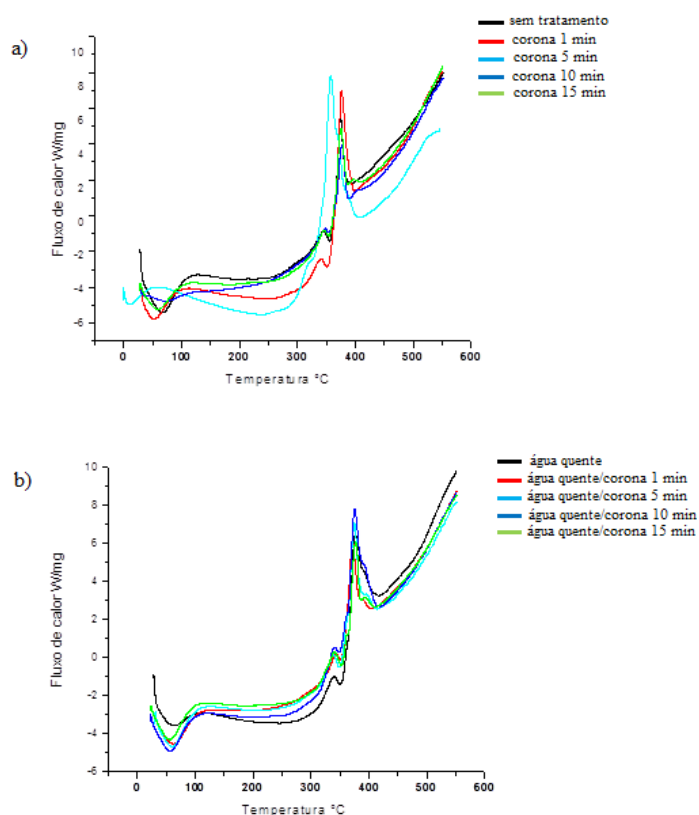 a)
sem tratamento
corona 1 min
corona 5 min
corona 10 min
corona 15 min
Fluxo de calor W/mg
10
8
6
4
2
0
-2
-4
-6
0 100 200 300 400 500 600
Temperatura °C
b)
água quente
água quente/corona 1 min
água quente/corona 5 min
água quente/corona 10 min
água quente/corona 15 min
Fluxo de calor W/mg
10
8
6
4
2
0
-2
-4
-6
0 100 200 300 400 500 600
Temperatura °C